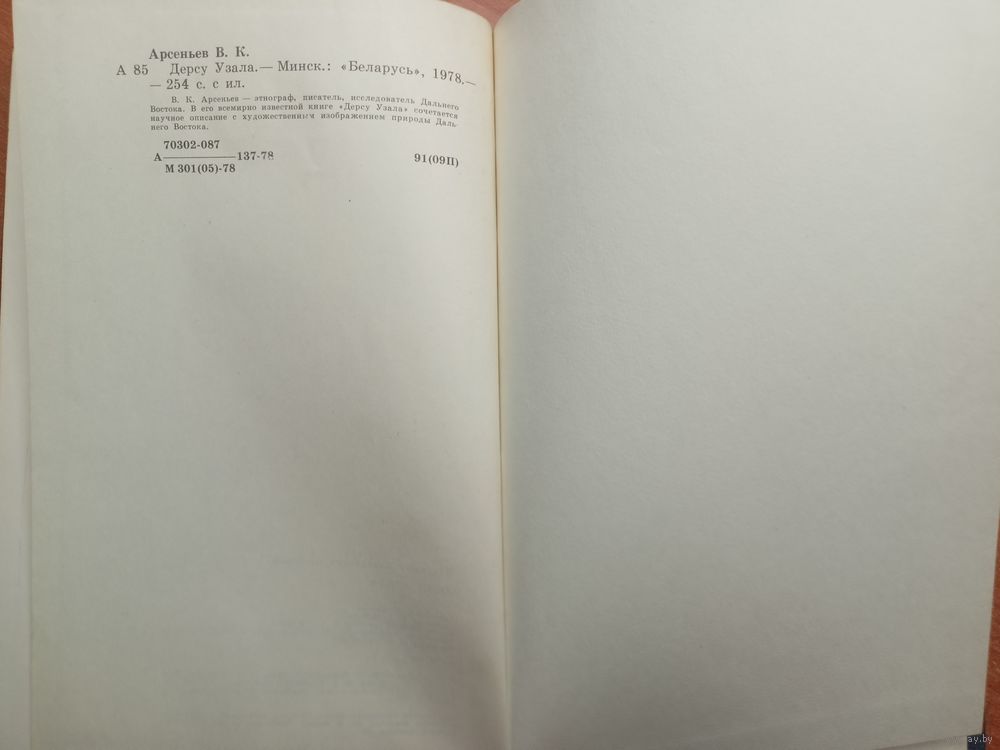 Арсеньев В. К.
А 85 Дерсу Узала.— Минск.: «Беларусь», 1978.—
— 254 с. с ил.
В. К. Арсеньев — этнограф, писатель, исследователь Дальнего
Востока. В его всемирно известной книге «Дерсу Узала» сочетается
научное описание с художественным изображением природы Даль-
него Востока.
70302-087
А————137-78 91(09П)
М 301(05)-78
ay.by